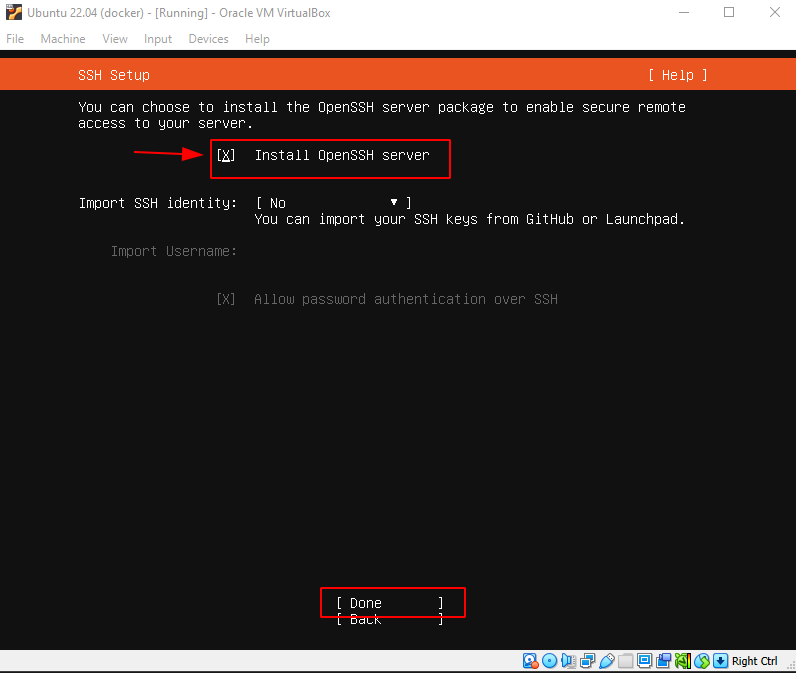 Ubuntu 22.04 (docker) - [Running] - Oracle VM VirtualBox
File Machine View Input Devices Help
SSH Setup [ Help ]
You can choose to install the OpenSSH server package to enable secure remote
access to your server.
[X] Install OpenSSH server
Import SSH identity: [ No ▾ ]
You can import your SSH keys from GitHub or Launchpad.
Import Username:
[X] Allow password authentication over SSH
[ Done ]
[ Back ]
Right Ctrl